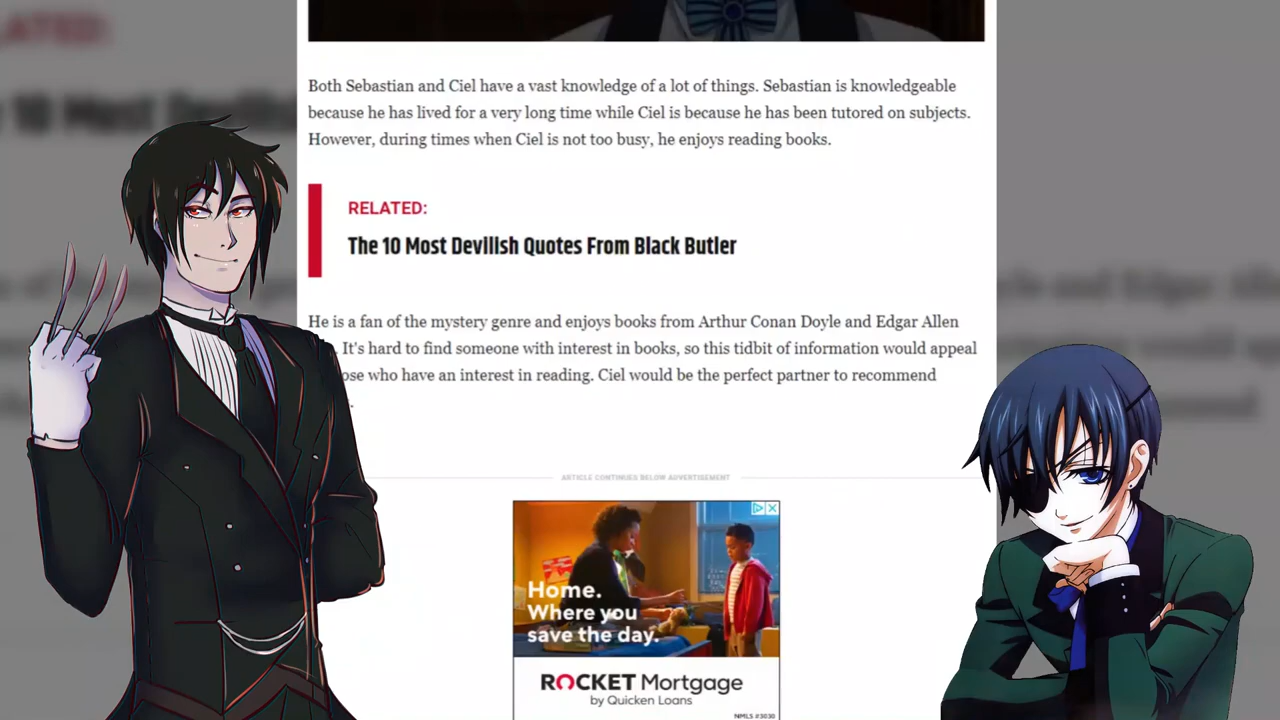 Both Sebastian and Ciel have a vast knowledge of a lot of things. Sebastian is knowledgeable
because he has lived for a very long time while Ciel is because he has been tutored on subjects.
However, during times when Ciel is not too busy, he enjoys reading books.
RELATED:
The 10 Most Devilish Quotes From Black Butler
He is a fan of the mystery genre and enjoys books from Arthur Conan Doyle and Edgar Allen
. It's hard to find someone with interest in books, so this tidbit of information would appeal
ose who have an interest in reading. Ciel would be the perfect partner to recommend
ARTICLE CONTINUES BELOW ADVERTISEMENT
Home.
Where you
save the day.
ROCKET Mortgage
by Quicken Loans
NMLS #3030